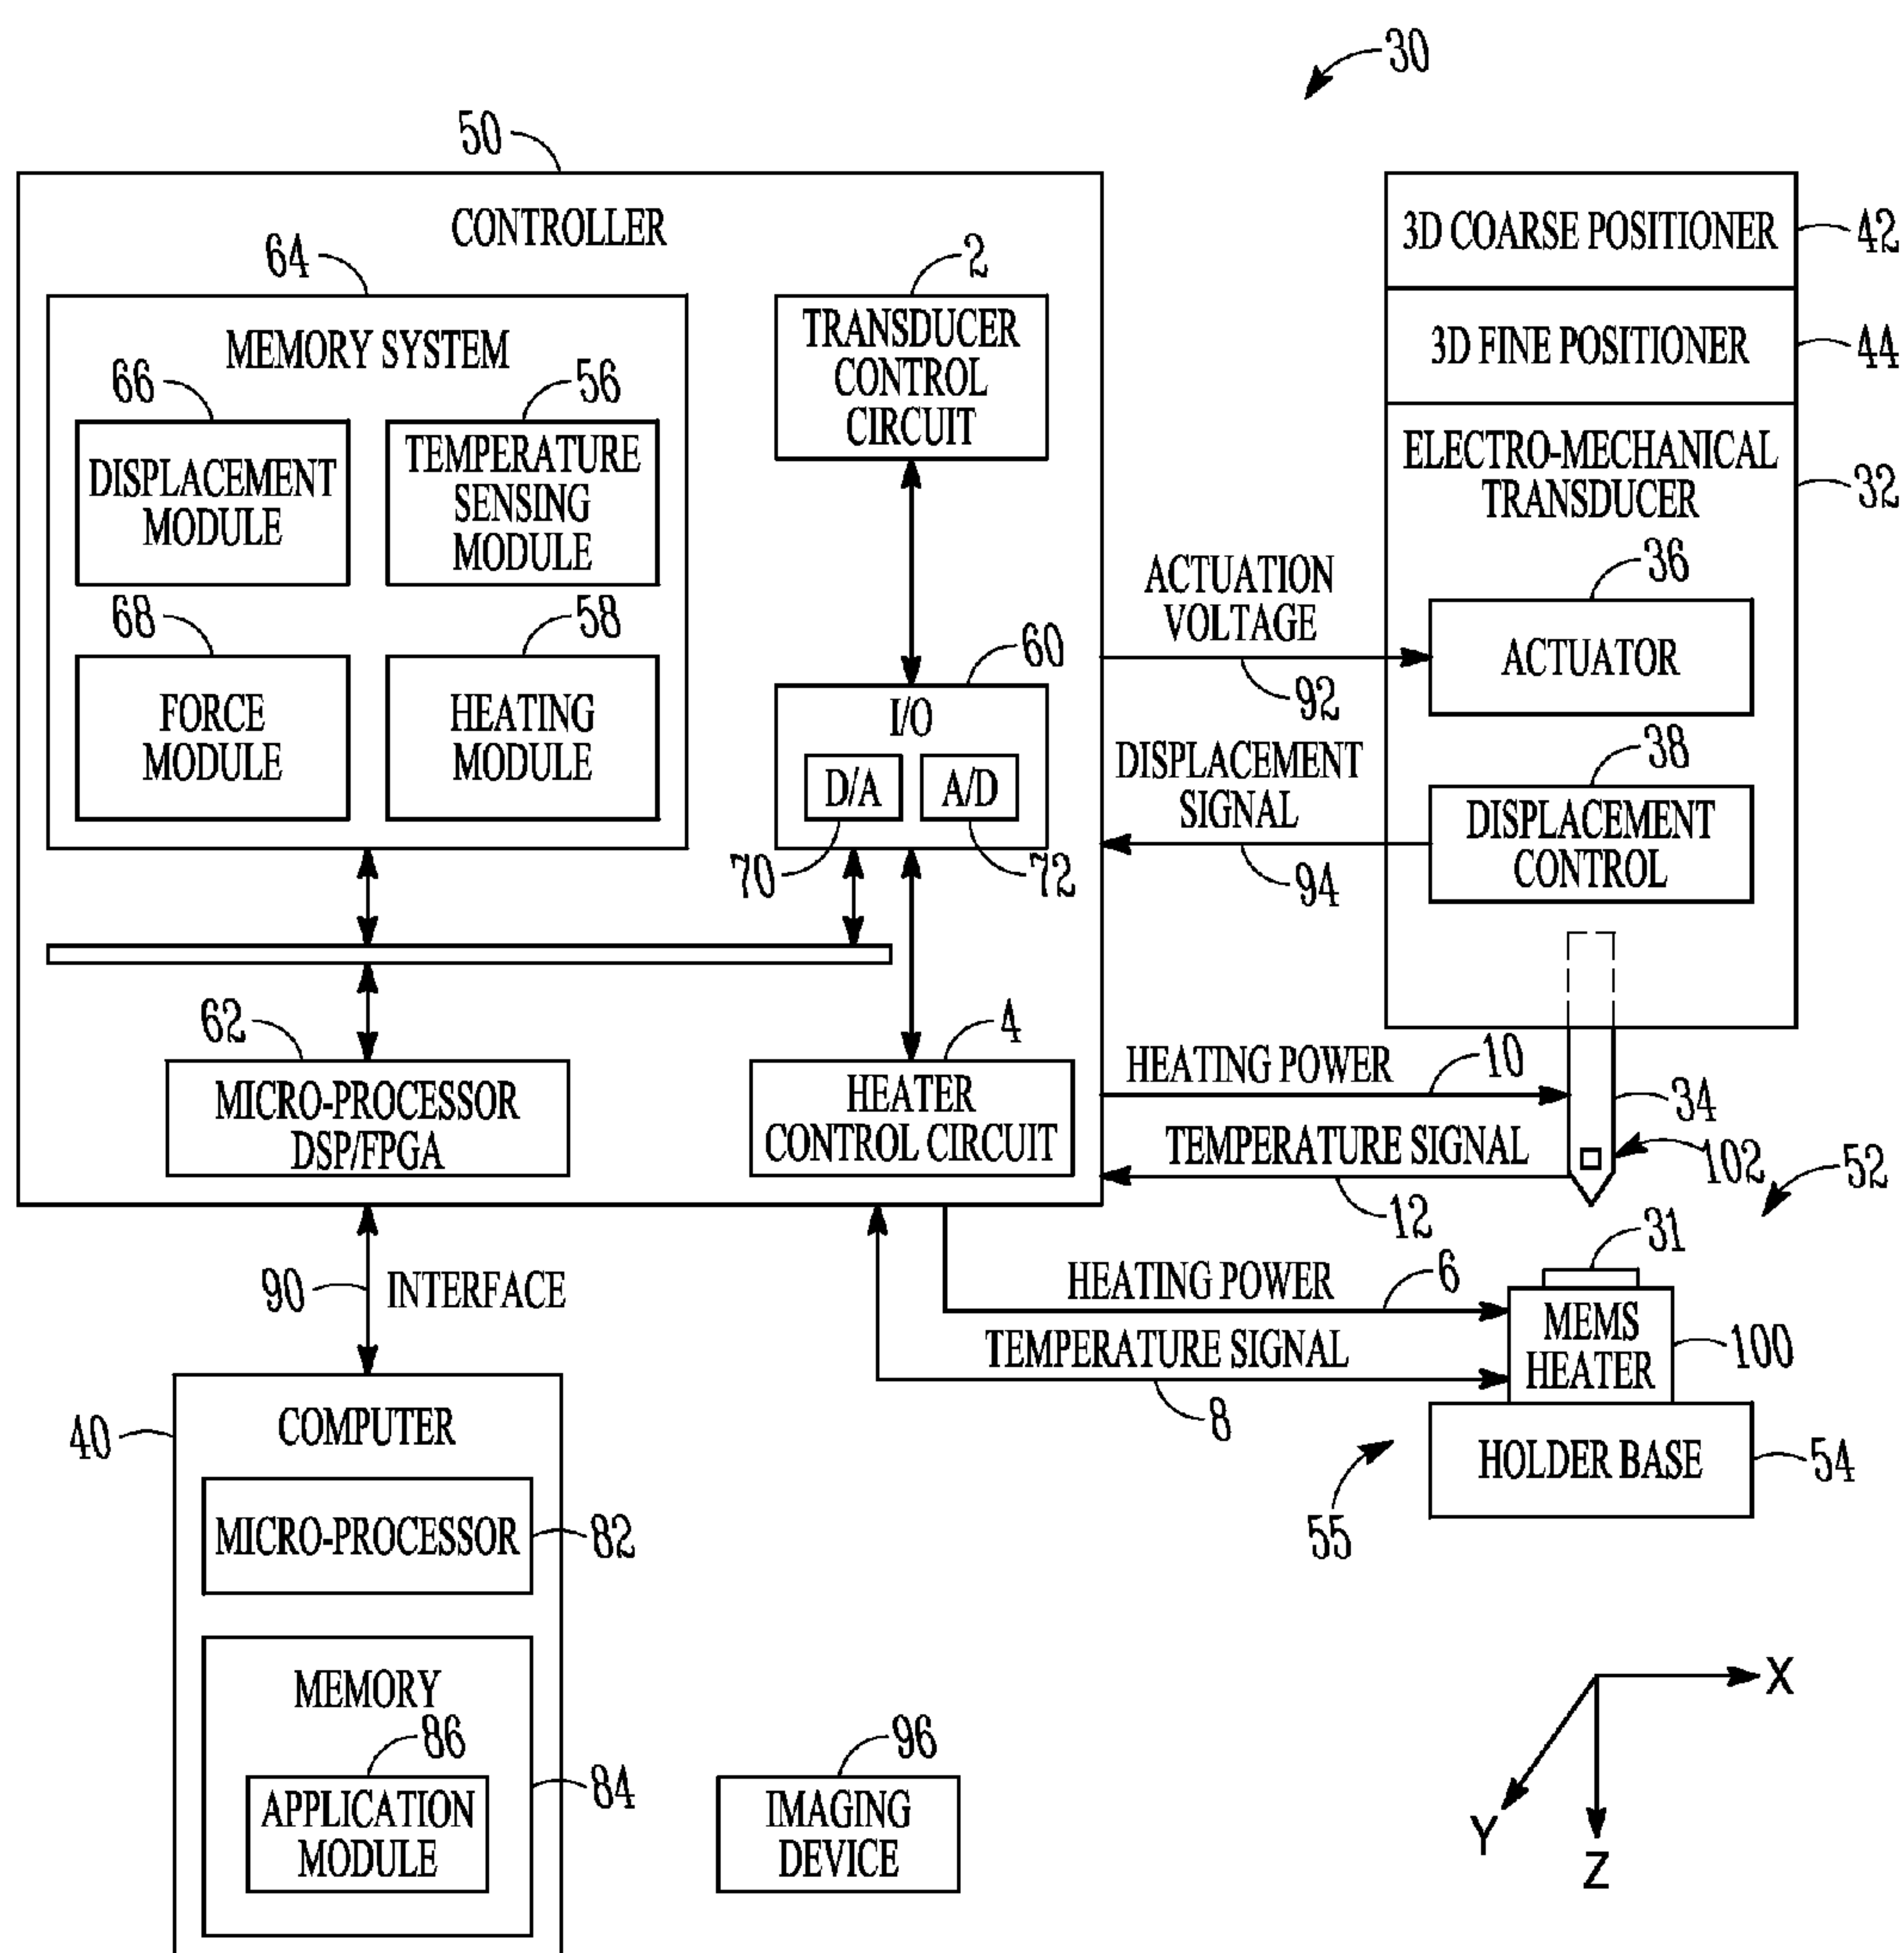 30
50
CONTROLLER
64
MEMORY SYSTEM
66
DISPLACEMENT
MODULE
56
TEMPERATURE
SENSING
MODULE
68
FORCE
MODULE
58
HEATING
MODULE
2
TRANSDUCER
CONTROL
CIRCUIT
60
I/O
D/A
A/D
70
72
62
MICRO-PROCESSOR
DSP/FPGA
4
HEATER
CONTROL CIRCUIT
3D COARSE POSITIONER
42
3D FINE POSITIONER
44
ELECTRO-MECHANICAL
TRANSDUCER
32
ACTUATION
VOLTAGE
92
36
ACTUATOR
DISPLACEMENT
SIGNAL
94
38
DISPLACEMENT
CONTROL
HEATING POWER
10
34
TEMPERATURE SIGNAL
12
102
52
31
HEATING POWER
6
MEMS
HEATER
100
TEMPERATURE SIGNAL
8
55
HOLDER BASE
54
90
INTERFACE
40
COMPUTER
MICRO-PROCESSOR
82
MEMORY
86
APPLICATION
MODULE
84
96
IMAGING
DEVICE
X
Y
Z